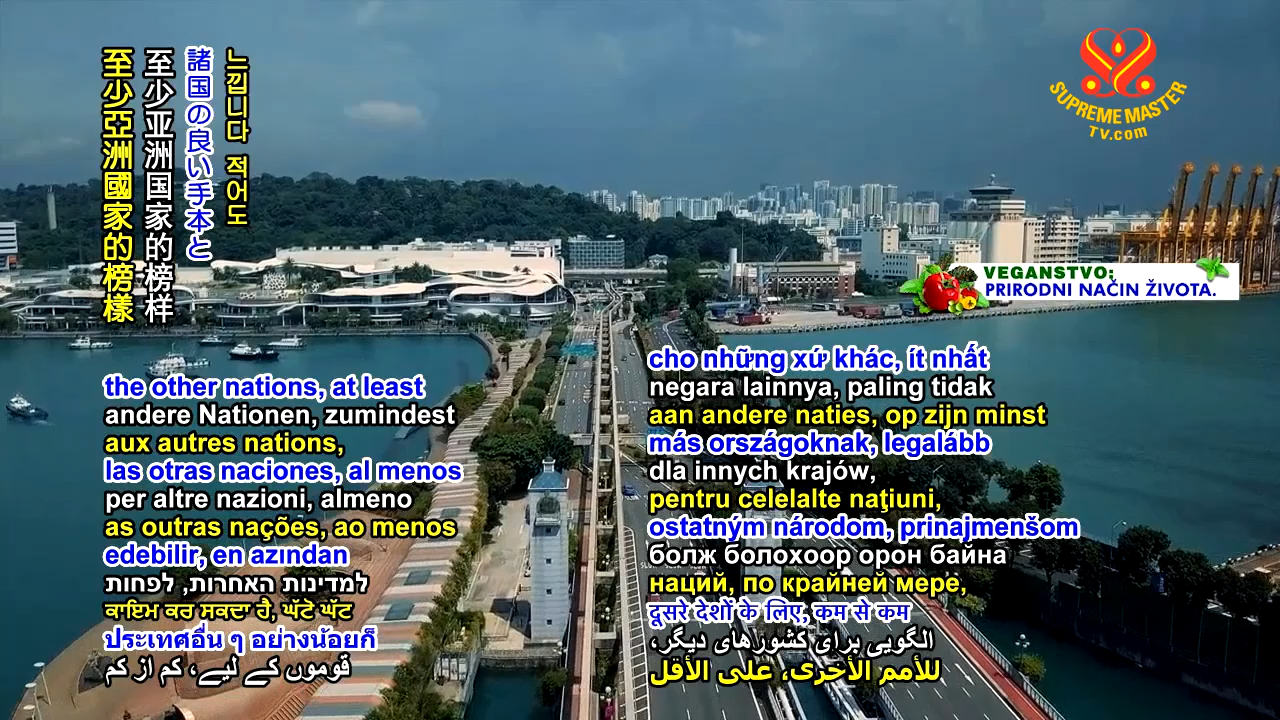 느낍니다 적어도
諸国の良い手本と
至少亚洲国家的榜样
至少亞洲國家的榜樣
SUPREME MASTER
TV.com
VEGANSTVO:
PRIRODNI NAČIN ŽIVOTA.
the other nations, at least
andere Nationen, zumindest
aux autres nations,
las otras naciones, al menos
per altre nazioni, almeno
as outras nações, ao menos
edebilir, en azından
למדינות האחרות, לפחות
ਕਾਇਮ ਕਰ ਸਕਦਾ ਹੈ, ਘੱਟੋ ਘੱਟ
ประเทศอื่น ๆ อย่างน้อยก็
قوموں کے لیے، کم از کم
cho những xứ khác, ít nhất
negara lainnya, paling tidak
aan andere naties, op zijn minst
más országoknak, legalább
dla innych krajów,
pentru celelalte naţiuni,
ostatným národom, prinajmenšom
болж болохоор орон байна
наций, по крайней мере,
दूसरे देशों के लिए, कम से कम
الگویی برای کشورهای دیگر،
للأمم الأخرى، على الأقل